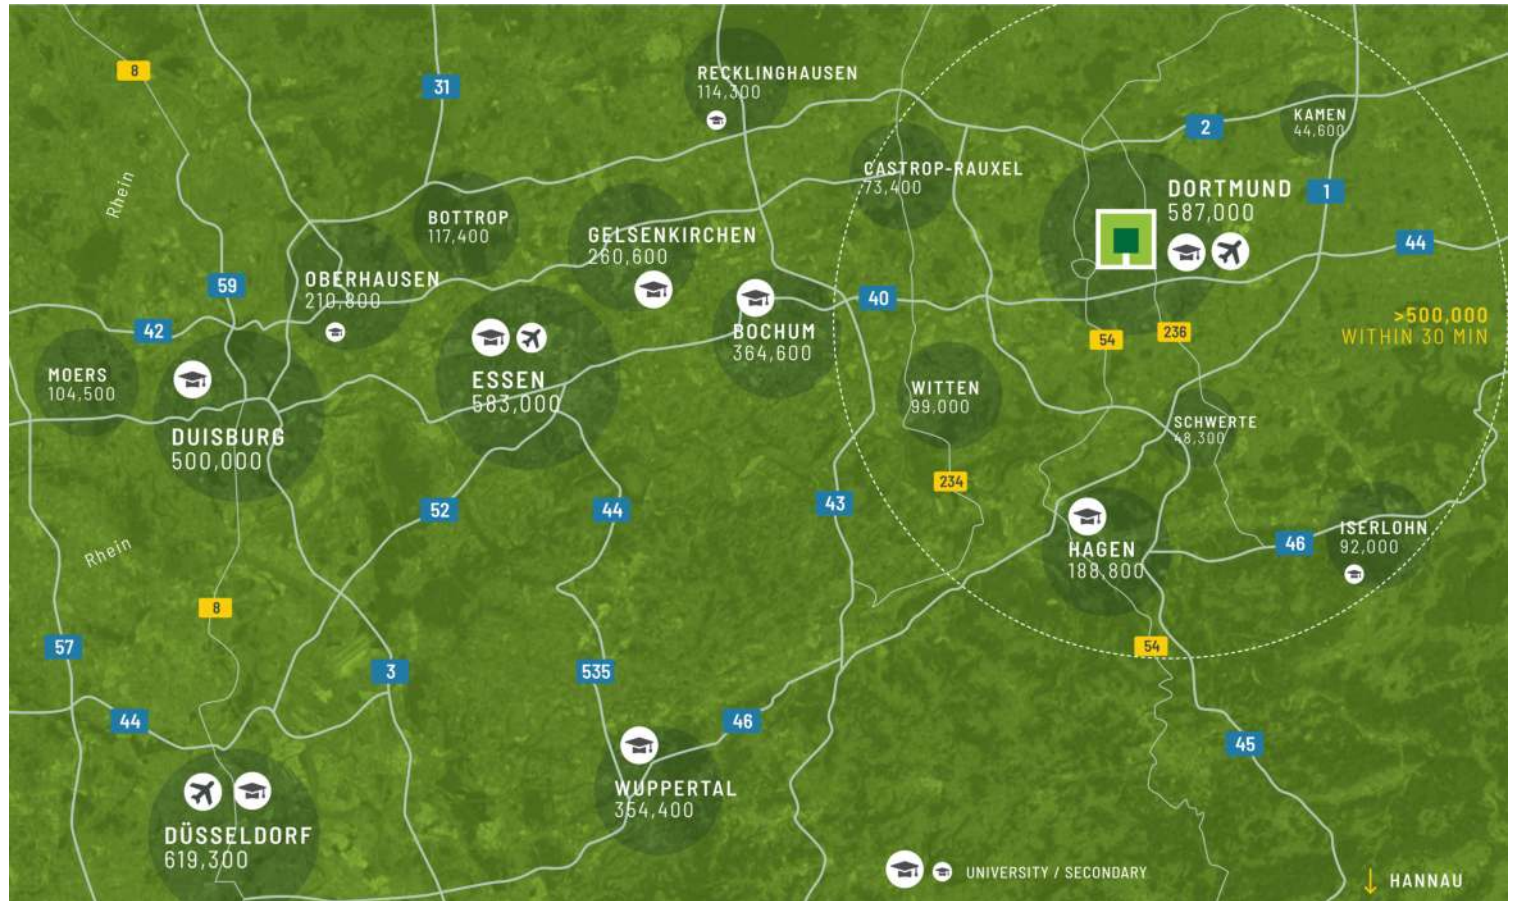 8
31
RECKLINGHAUSEN
114,300
2
KAMEN
44,600
Rhein
CASTROP-RAUXEL
73,400
DORTMUND
587,000
1
BOTTROP
117,400
GELSENKIRCHEN
260,600
44
OBERHAUSEN
210,800
59
40
42
BOCHUM
364,600
54
236
>500,000
WITHIN 30 MIN
MOERS
104,500
ESSEN
583,000
WITTEN
99,000
SCHWERTE
48,300
DUISBURG
500,000
234
52
44
43
HAGEN
188,800
46
ISERLOHN
92,000
Rhein
8
57
3
535
54
44
46
45
WUPPERTAL
354,400
DÜSSELDORF
619,300
UNIVERSITY / SECONDARY
HANNAU